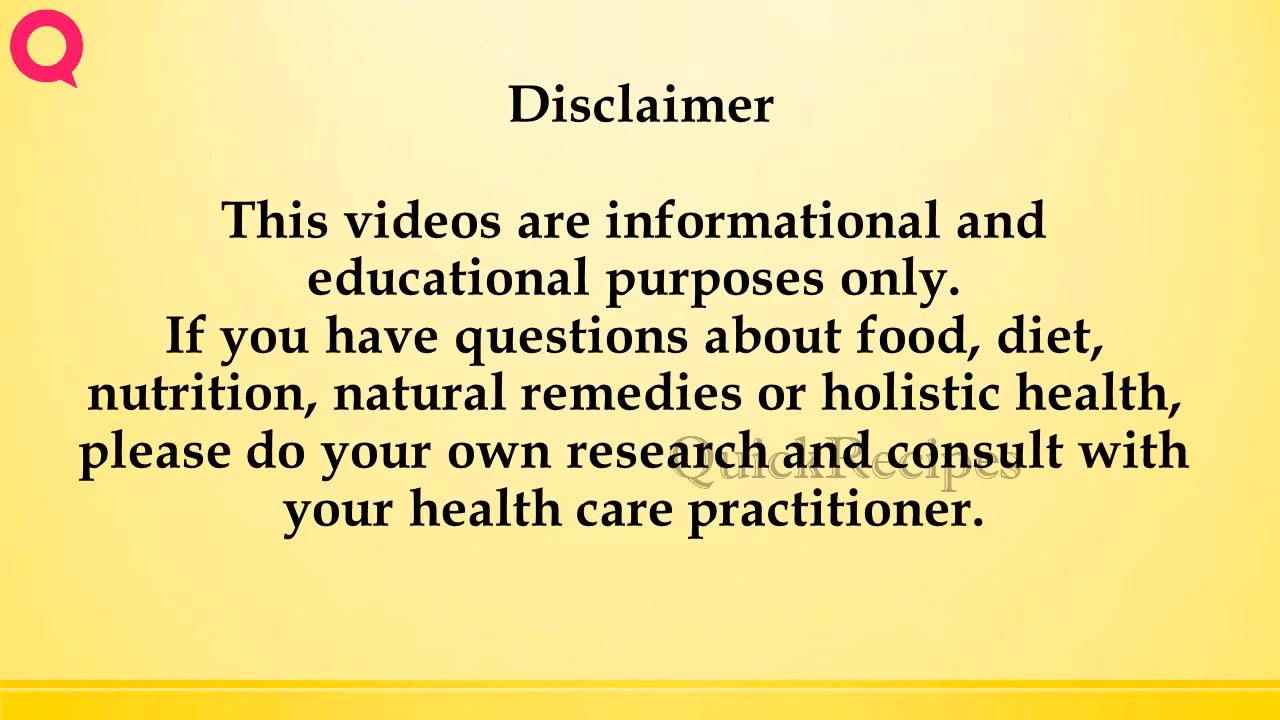 Disclaimer
This videos are informational and
educational purposes only.
If you have questions about food, diet,
nutrition, natural remedies or holistic health,
please do your own research and consult with
QuickRecipes
your health care practitioner.